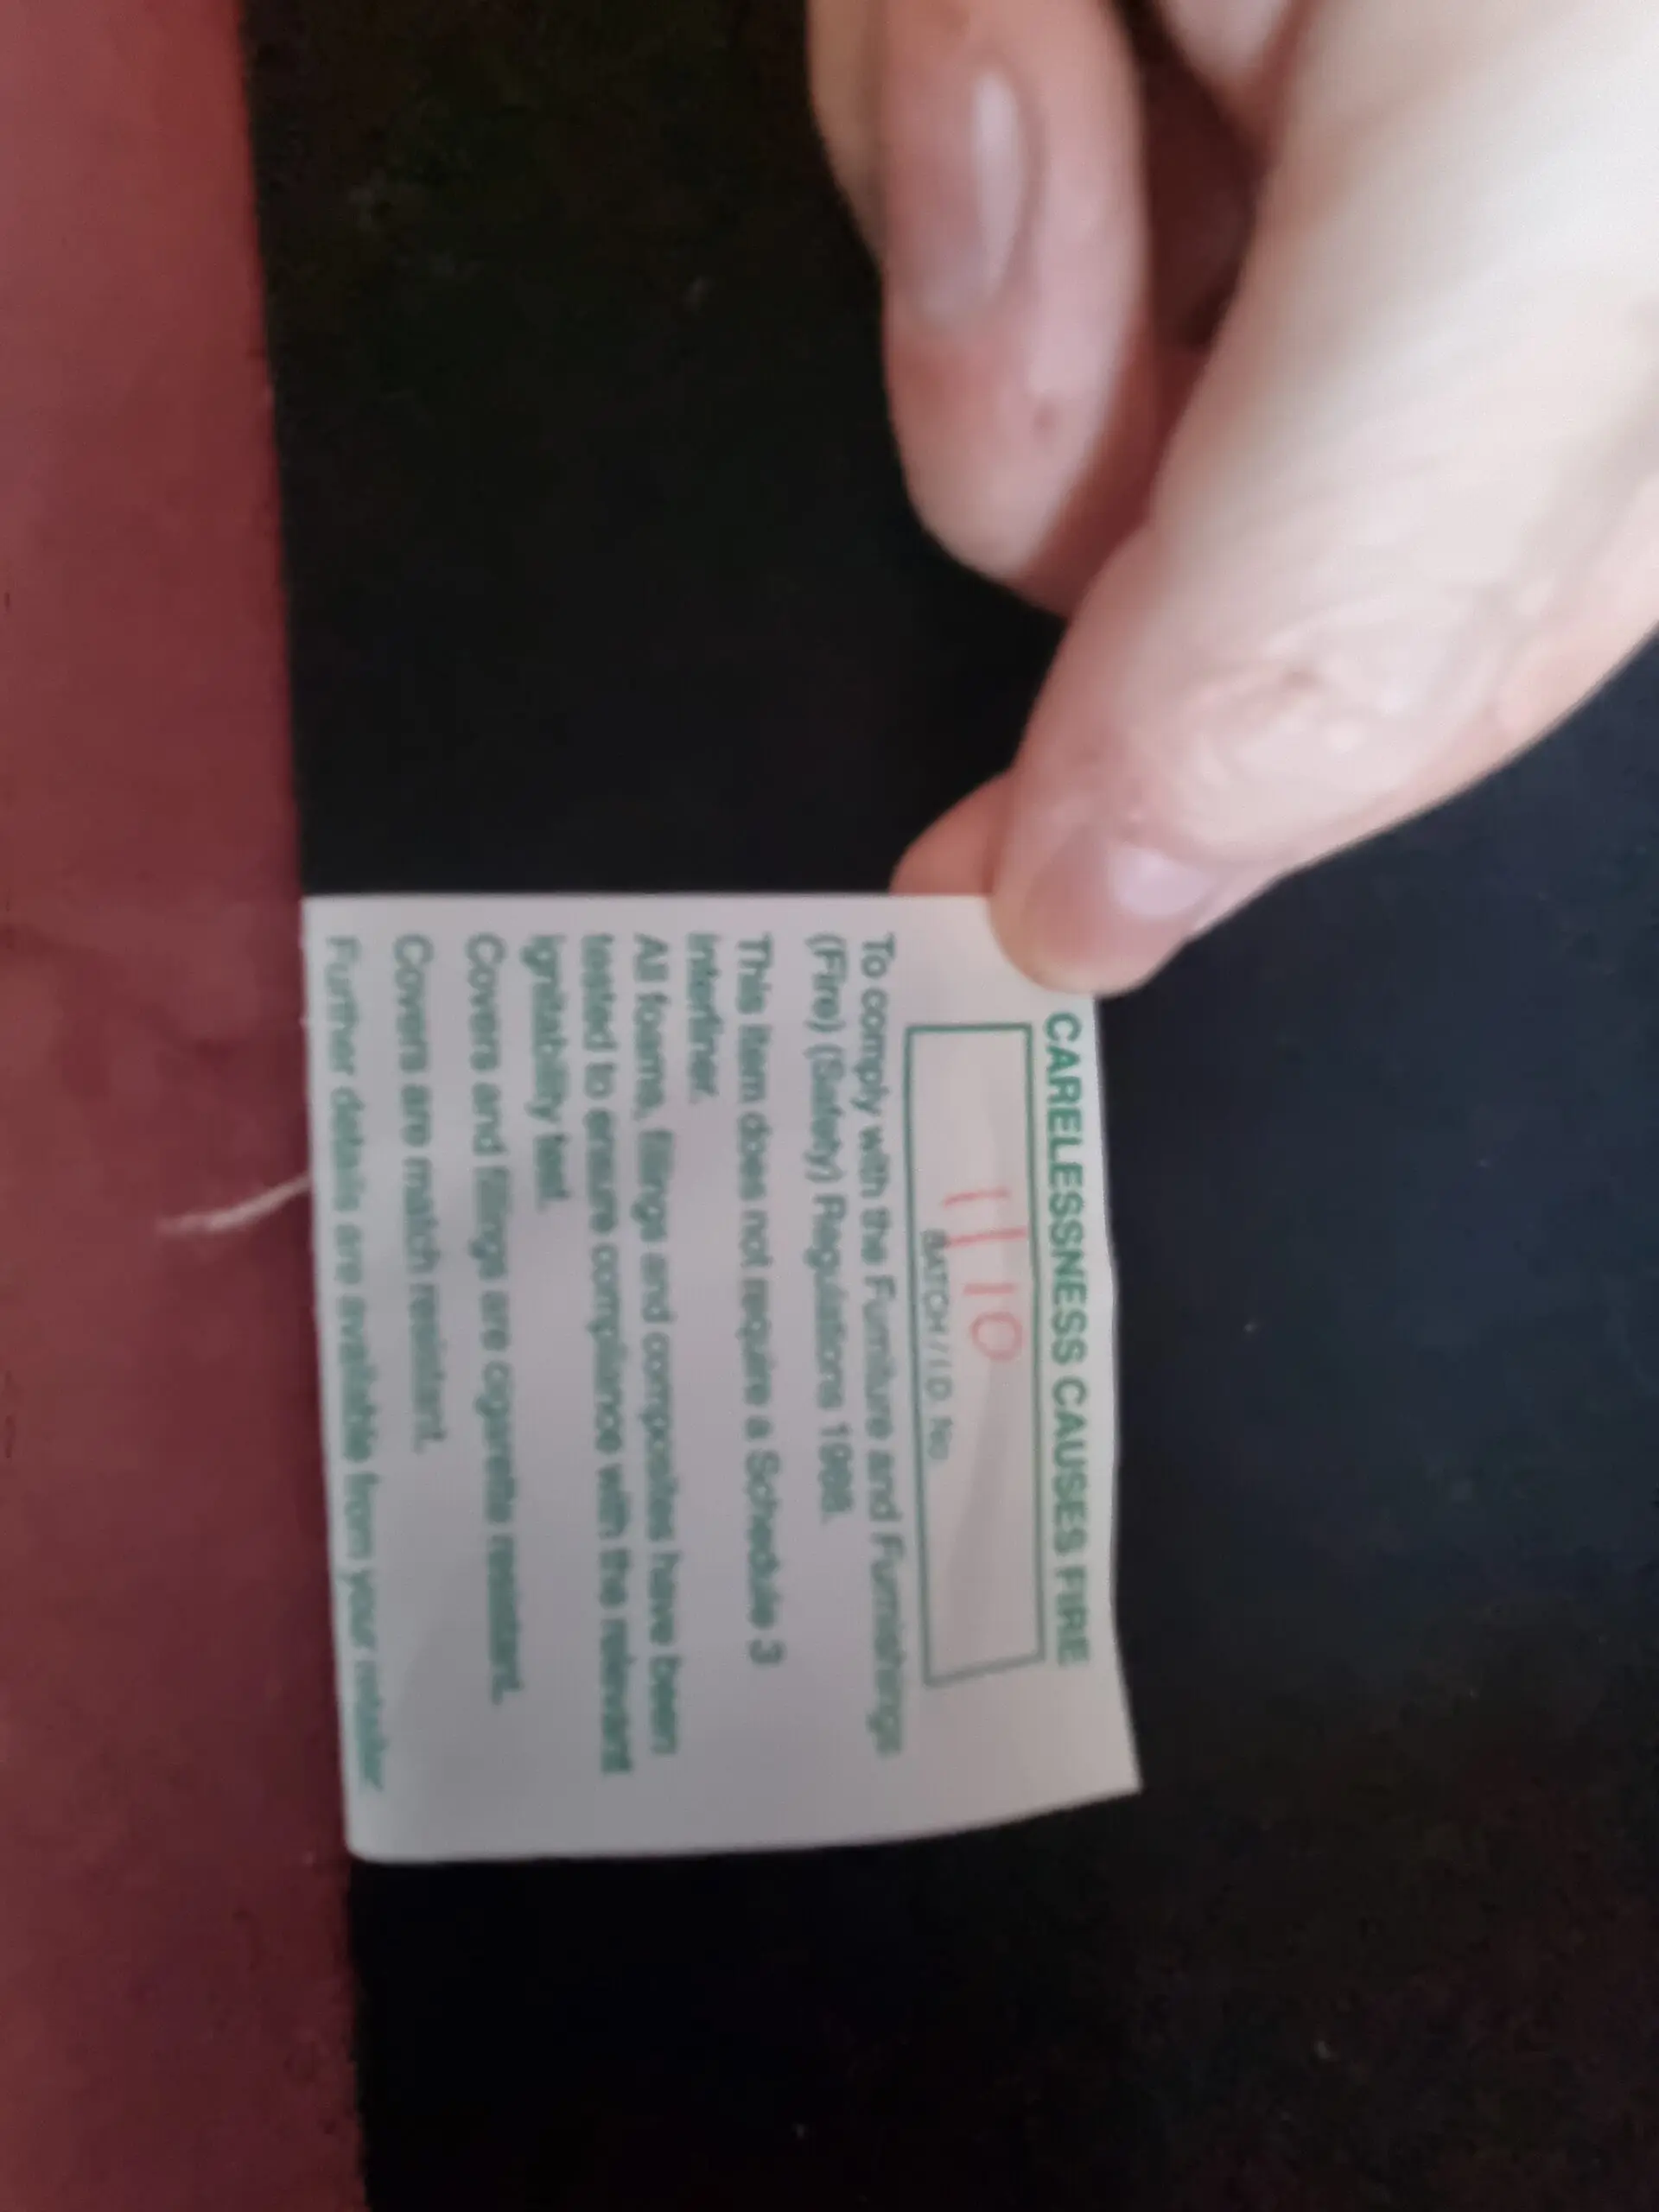 CARELESSNESS CAUSES FIRE
1110
BATCH / I.D. No.
To comply with the Furniture and Furnishings
(Fire) (Safety) Regulations 1988.
This item does not require a Schedule 3
interliner.
All foams, fillings and composites have been
tested to ensure compliance with the relevant
ignitability test.
Covers and fillings are cigarette resistant.
Covers are match resistant.
Further details are available from your retailer